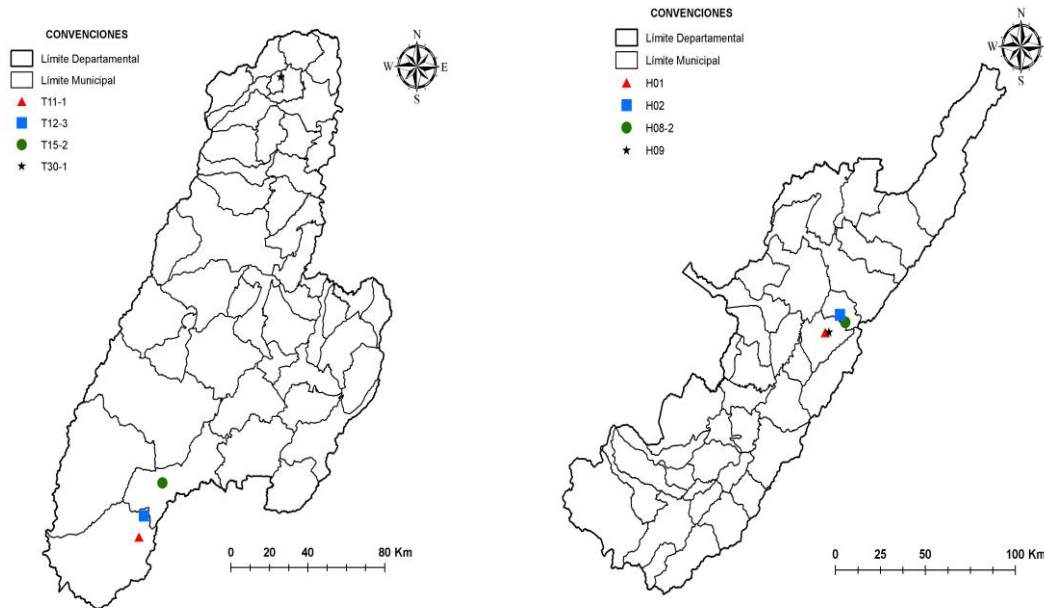 CONVENCIONES
Límite Departamental
Límite Municipal
T11-1
T12-3
T15-2
T30-1
N
W
E
S
0 20 40 80 Km
CONVENCIONES
Límite Departamental
Límite Municipal
H01
H02
H08-2
H09
N
W
E
S
0 25 50 100 Km